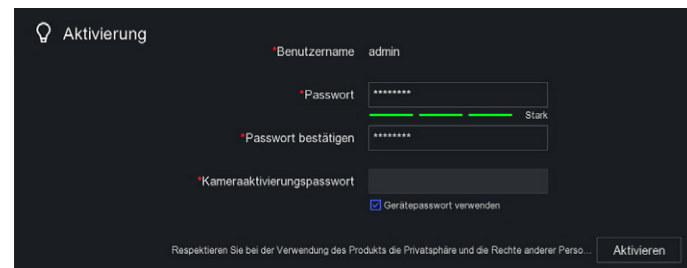 Aktivierung
*Benutzername admin
*Passwort ********
Stark
*Passwort bestätigen ********
*Kameraaktivierungspasswort
Gerätepasswort verwenden
Respektieren Sie bei der Verwendung des Produkts die Privatsphäre und die Rechte anderer Perso... Aktivieren